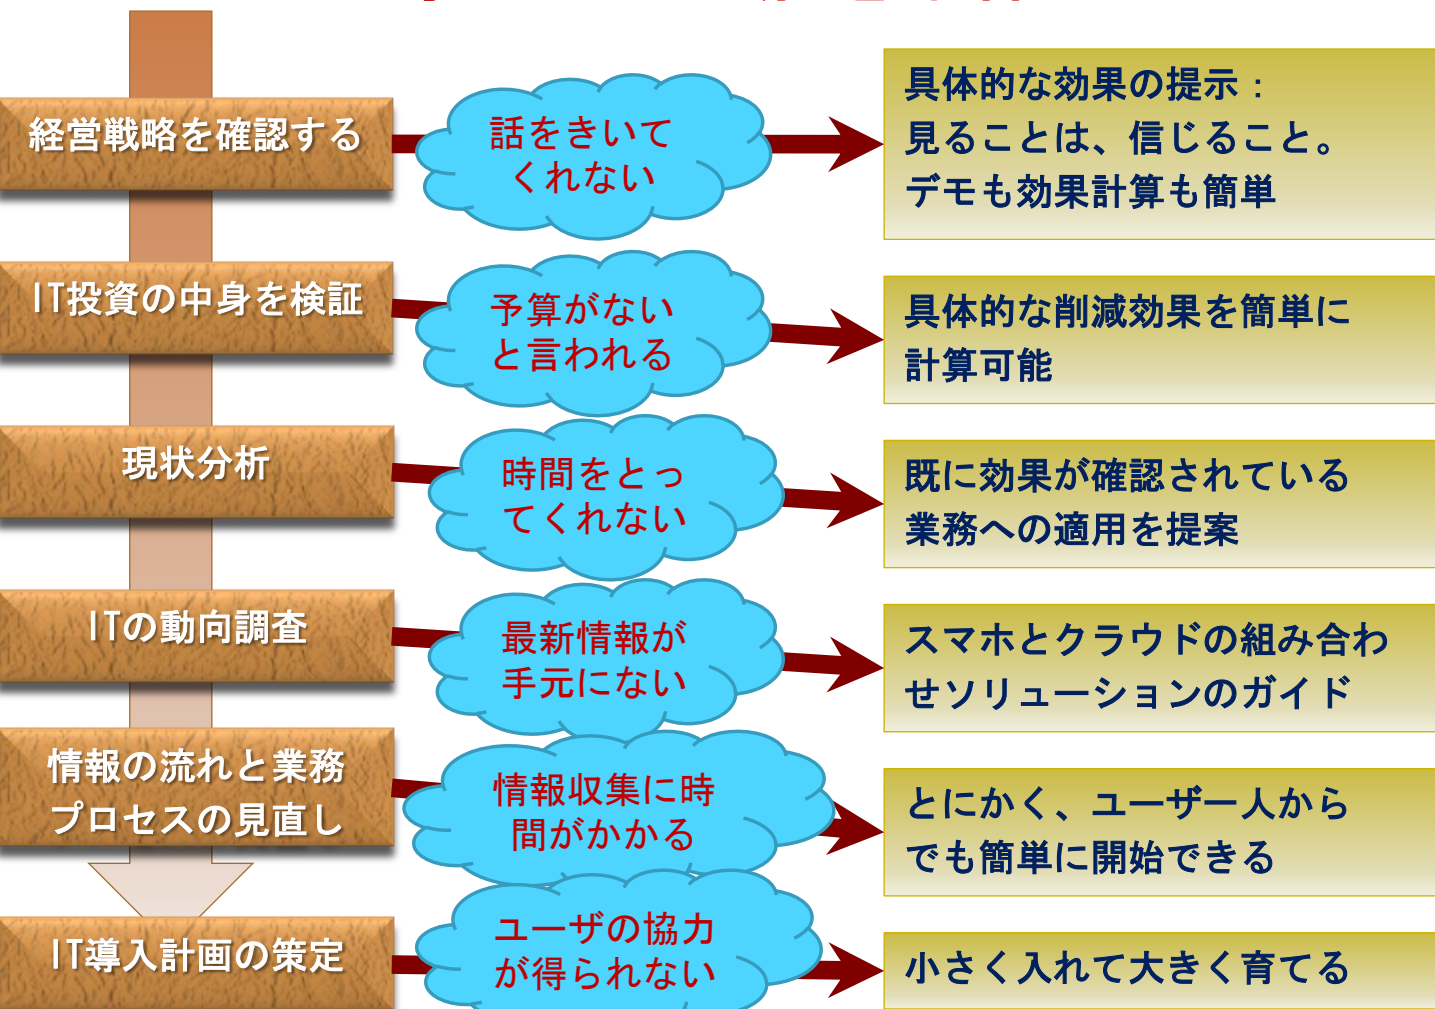 経営戦略を確認する
話をきいて
くれない
具体的な効果の提示：
見ることは、信じること。
デモも効果計算も簡単
IT投資の中身を検証
予算がない
と言われる
具体的な削減効果を簡単に
計算可能
現状分析
時間をとっ
てくれない
既に効果が確認されている
業務への適用を提案
ITの動向調査
最新情報が
手元にない
スマホとクラウドの組み合わ
せソリューションのガイド
情報の流れと業務
プロセスの見直し
情報収集に時
間がかかる
とにかく、ユーザー人から
でも簡単に開始できる
IT導入計画の策定
ユーザの協力
が得られない
小さく入れて大きく育てる